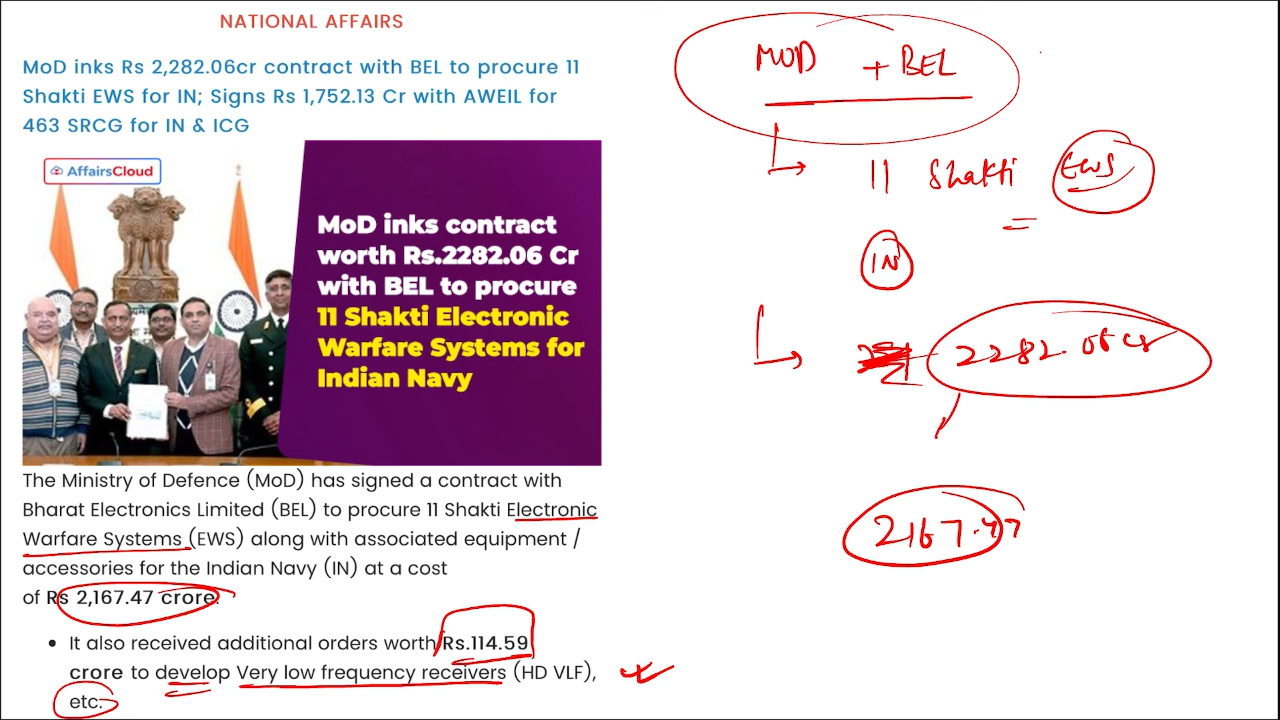 NATIONAL AFFAIRS
MoD inks Rs 2,282.06cr contract with BEL to procure 11
Shakti EWS for IN; Signs Rs 1,752.13 Cr with AWEIL for
463 SRCG for IN & ICG
AffairsCloud
MoD inks contract
worth Rs.2282.06 Cr
with BEL to procure
11 Shakti Electronic
Warfare Systems for
Indian Navy
The Ministry of Defence (MoD) has signed a contract with
Bharat Electronics Limited (BEL) to procure 11 Shakti Electronic
Warfare Systems (EWS) along with associated equipment /
accessories for the Indian Navy (IN) at a cost
of Rs 2,167.47 crore.
• It also received additional orders worth Rs.114.59
crore to develop Very low frequency receivers (HD VLF),
etc.
MOD + BEL
11 Shakti EWS
IN
2282.06 Cr
2167.47